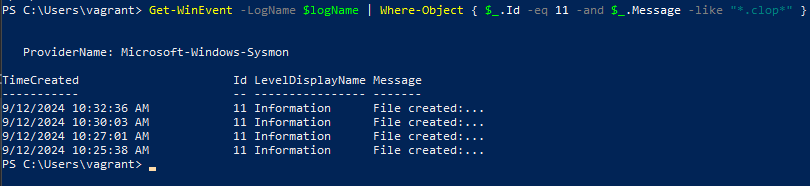 PS C:\Users\vagrant> Get-WinEvent -LogName $logName | Where-Object { $_.Id -eq 11 -and $_.Message -like "*.clop*" }
ProviderName: Microsoft-Windows-Sysmon
TimeCreated Id LevelDisplayName Message
----------- -- ---------------- -------
9/12/2024 10:32:36 AM 11 Information File created:...
9/12/2024 10:30:03 AM 11 Information File created:...
9/12/2024 10:27:01 AM 11 Information File created:...
9/12/2024 10:25:38 AM 11 Information File created:...
PS C:\Users\vagrant>